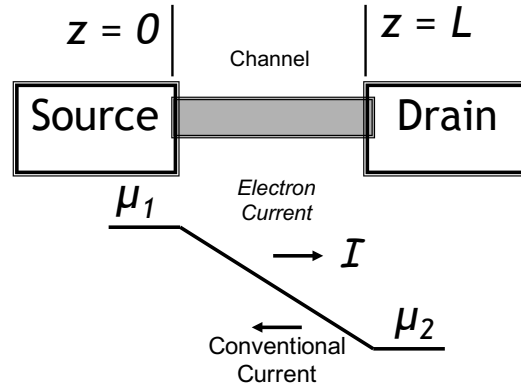 z = 0
z = L
Channel
Source
Drain
μ1
Electron
Current
I
μ2
Conventional
Current